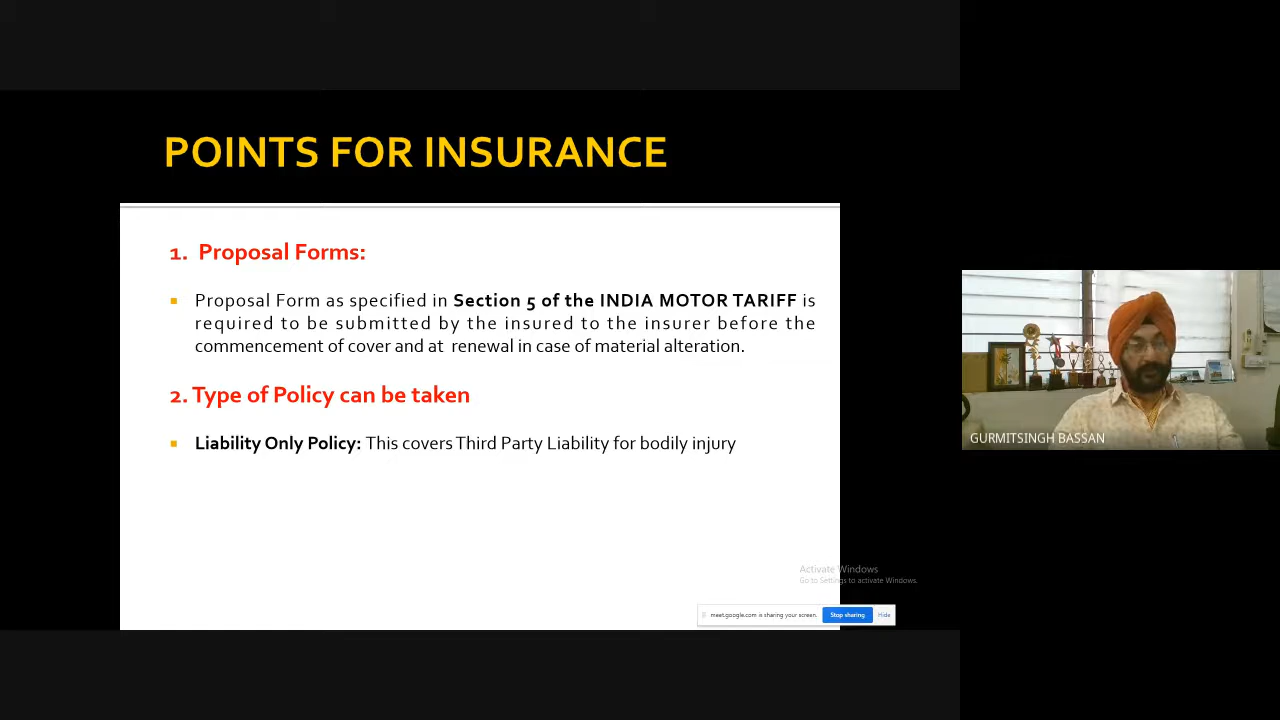 POINTS FOR INSURANCE
1. Proposal Forms:
Proposal Form as specified in Section 5 of the INDIA MOTOR TARIFF is
required to be submitted by the insured to the insurer before the
commencement of cover and at renewal in case of material alteration.
2. Type of Policy can be taken
Liability Only Policy: This covers Third Party Liability for bodily injury
GURMITSINGH BASSAN
Activate Windows
Go to Settings to activate Windows.
meet.google.com is sharing your screen. Stop sharing Hide